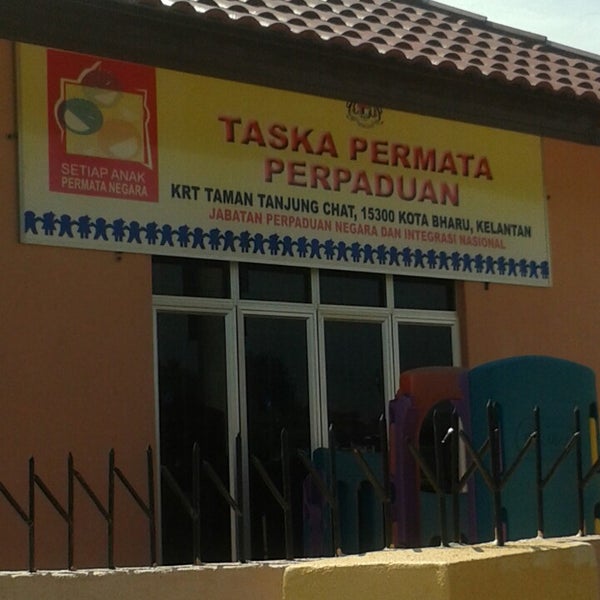 SETIAP ANAK
PERMATA NEGARA
TASKA PERMATA
PERPADUAN
KRT TAMAN TANJUNG CHAT, 15300 KOTA BHARU, KELANTAN
JABATAN PERPADUAN NEGARA DAN INTEGRASI NASIONAL